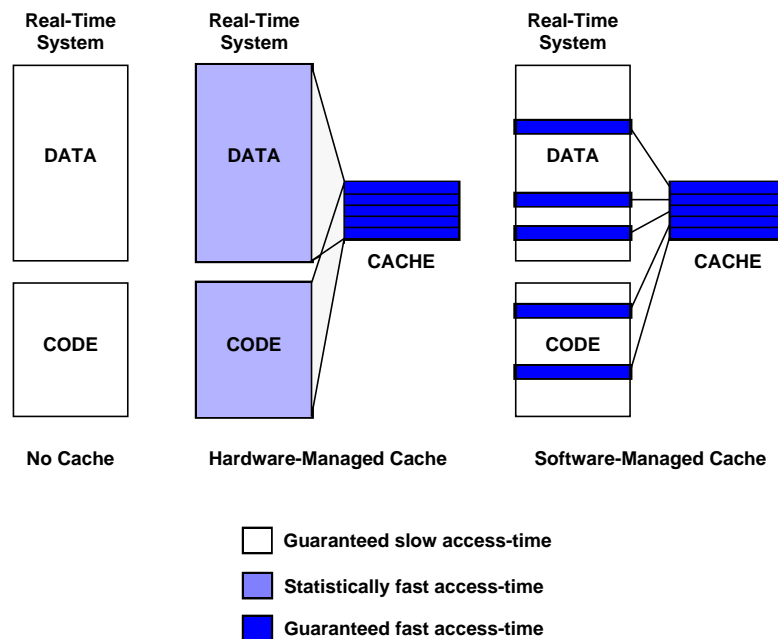 Real-Time
System
Real-Time
System
Real-Time
System
DATA
DATA
DATA
CACHE
CACHE
CODE
CODE
CODE
No Cache
Hardware-Managed Cache
Software-Managed Cache
Guaranteed slow access-time
Statistically fast access-time
Guaranteed fast access-time